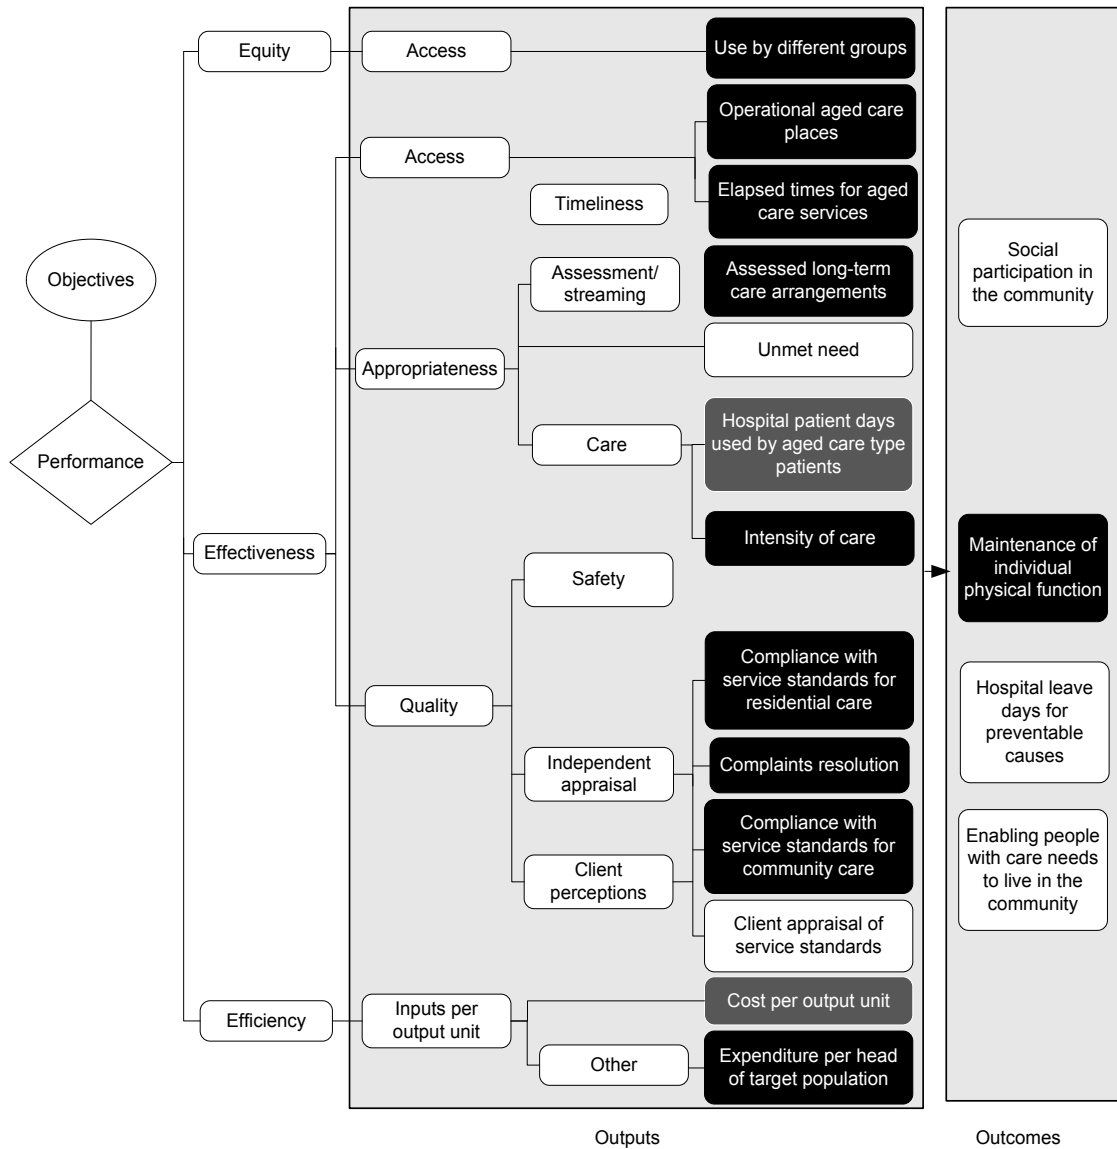 Objectives
Performance
Equity
Access
Use by different groups
Effectiveness
Access
Operational aged care
places
Timeliness
Elapsed times for aged
care services
Appropriateness
Assessment/
streaming
Assessed long-term
care arrangements
Unmet need
Care
Hospital patient days
used by aged care type
patients
Intensity of care
Quality
Safety
Independent
appraisal
Compliance with
service standards for
residential care
Complaints resolution
Client
perceptions
Compliance with
service standards for
community care
Client appraisal of
service standards
Efficiency
Inputs per
output unit
Cost per output unit
Other
Expenditure per head
of target population
Outputs
Social
participation in
the community
Maintenance of
individual
physical function
Hospital leave
days for
preventable
causes
Enabling people
with care needs
to live in the
community
Outcomes